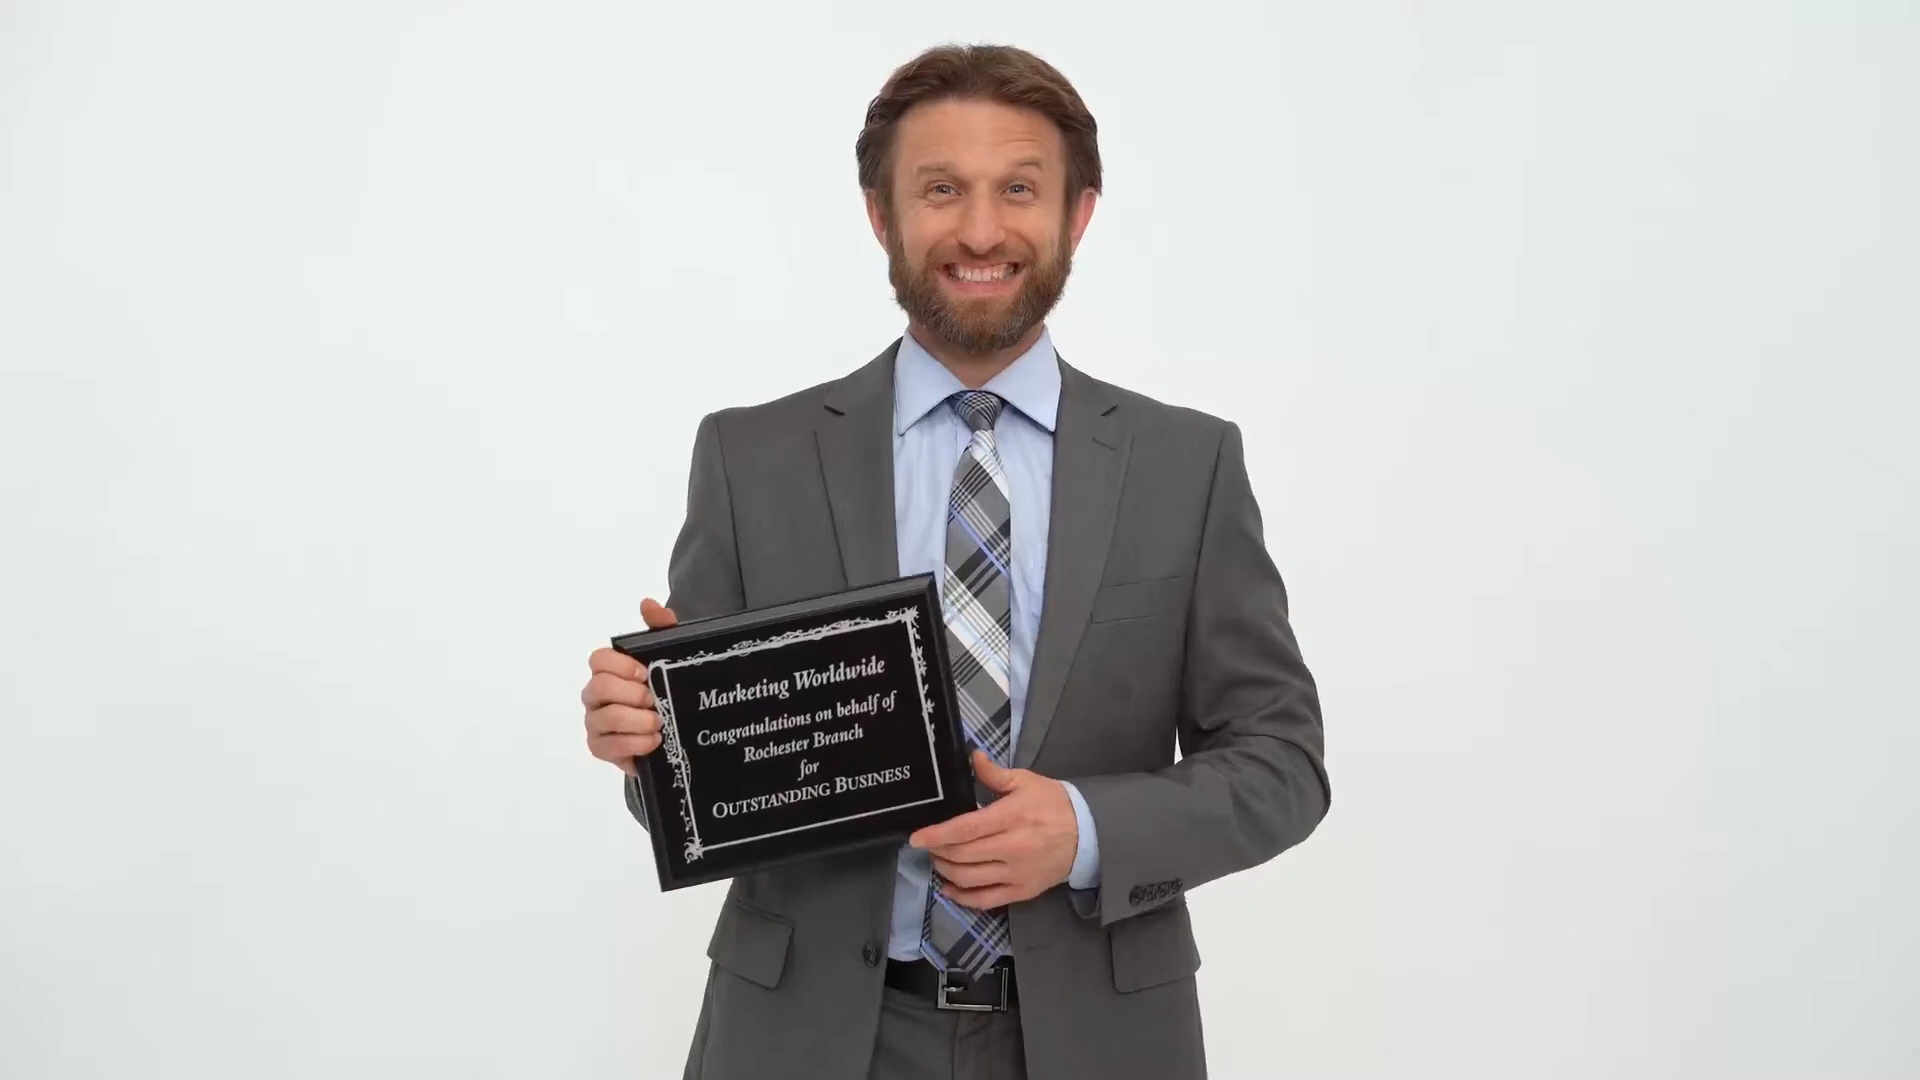 Marketing Worldwide
Congratulations on behalf of
Rochester Branch
for
OUTSTANDING BUSINESS